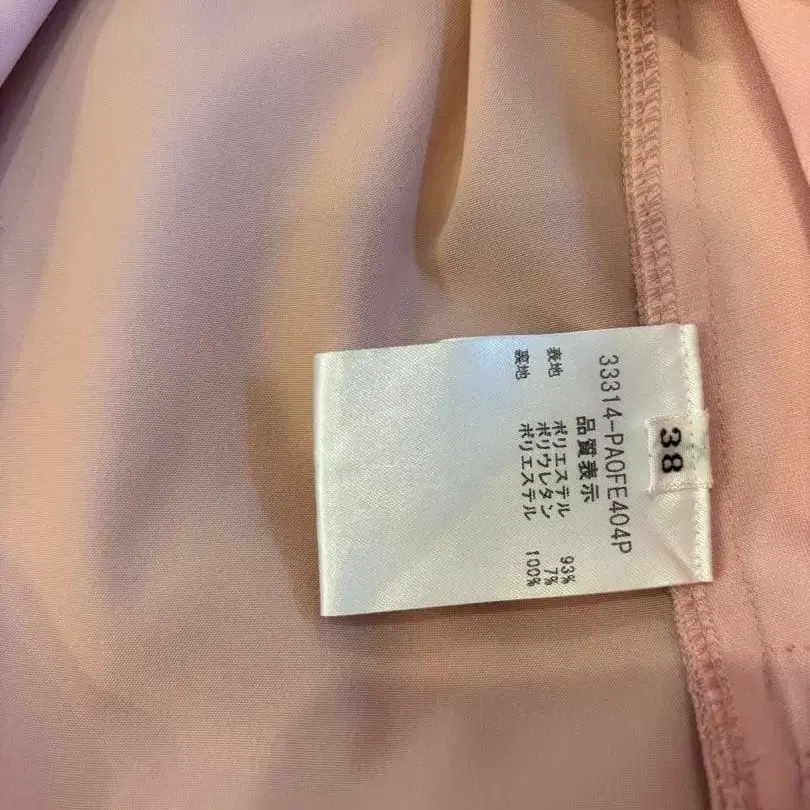 38
33314-PA0FE404P
品質表示
表地 ポリエステル 93%
ポリウレタン 7%
裏地 ポリエステル 100%